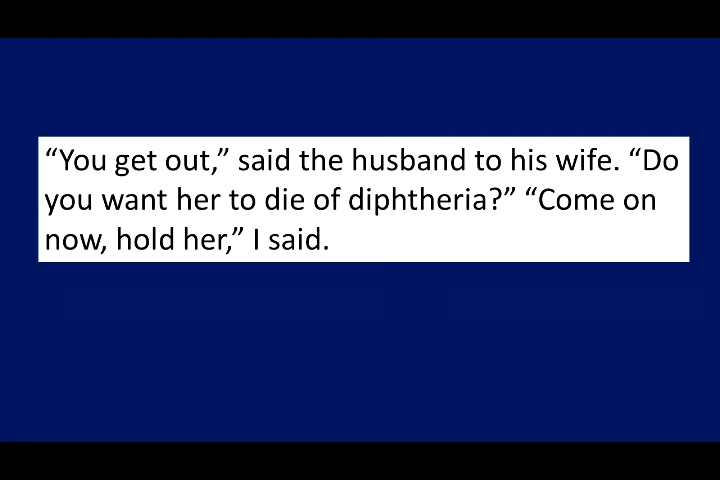 “You get out,” said the husband to his wife. “Do
you want her to die of diphtheria?” “Come on
now, hold her,” I said.